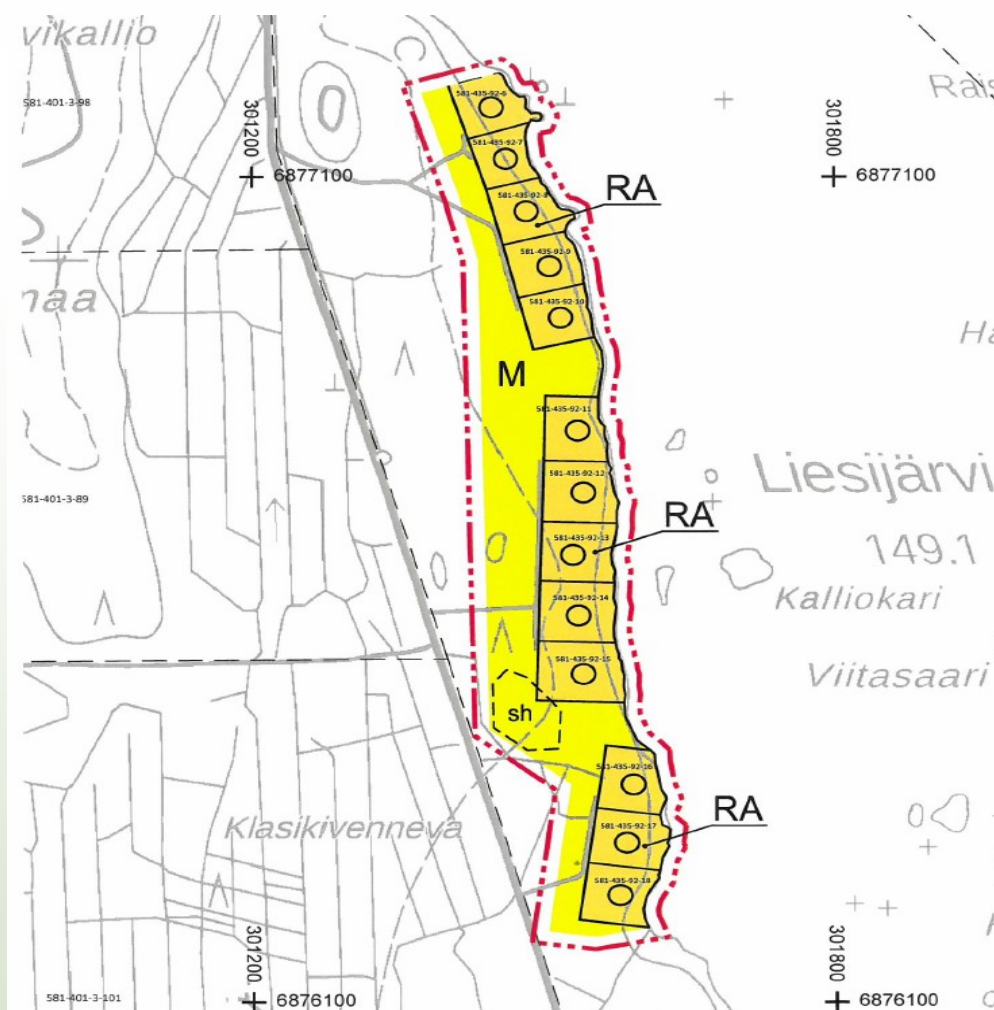 vikallio
581-401-3-98
Rais
301200
6877100
301800
6877100
581-435-92-6
581-435-92-7
581-435-92-8
581-435-92-9
581-435-92-10
RA
naa
Ha
M
581-435-92-11
581-435-92-12
581-435-92-13
581-435-92-14
581-435-92-15
RA
Liesijärvi
149.1
Kalliokari
Viitasaari
581-401-3-89
sh
581-435-92-16
581-435-92-17
581-435-92-18
RA
Klasikivenneva
301200
6876100
301800
6876100
581-401-3-101